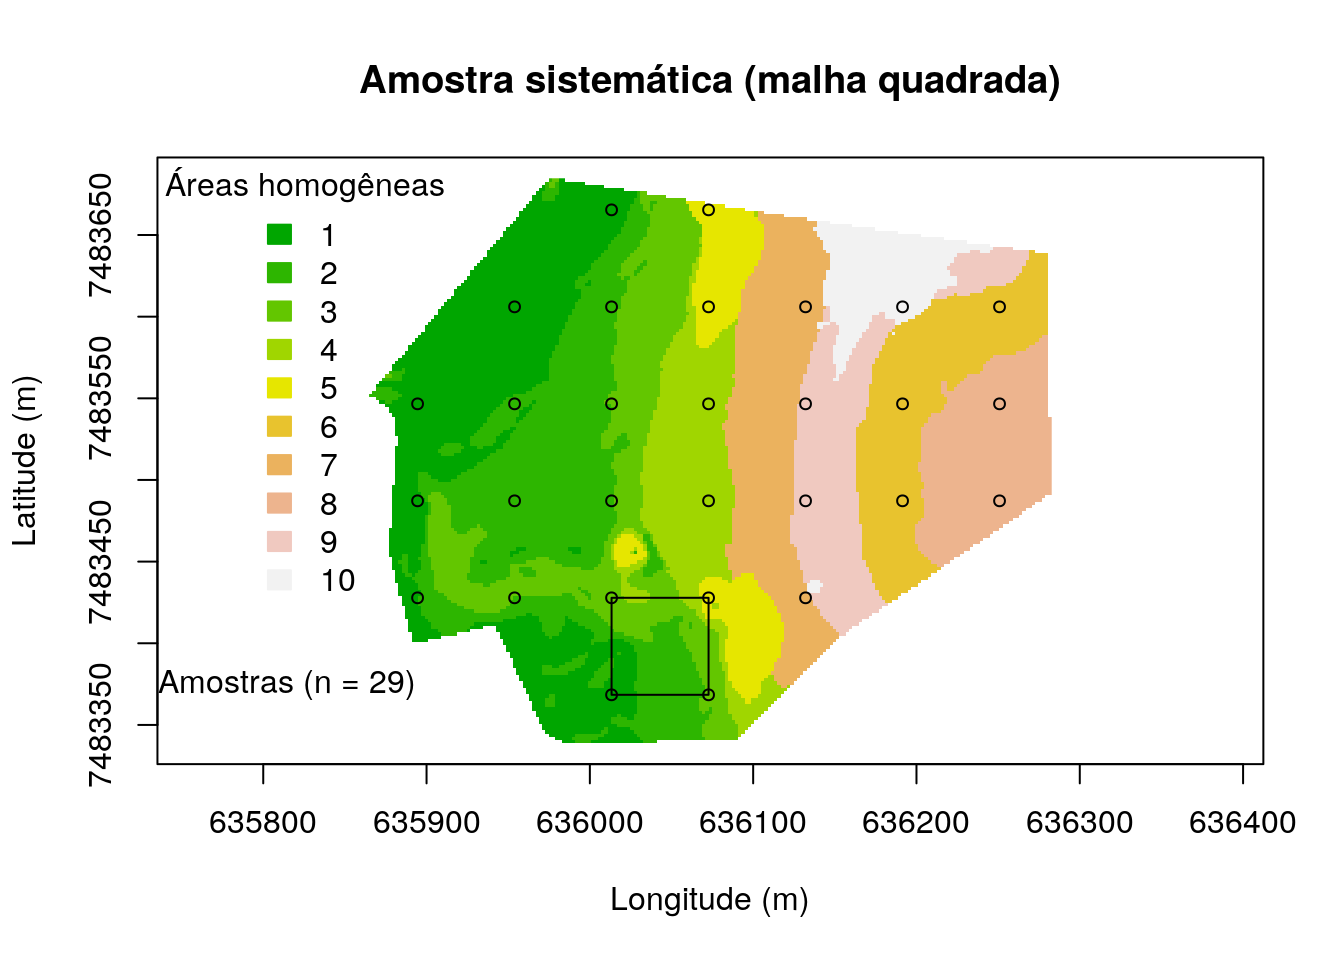 Amostra sistemática (malha quadrada)
Áreas homogêneas
1
2
3
4
5
6
7
8
9
10
Amostras (n = 29)
Latitude (m)
7483650
7483550
7483450
7483350
635800 635900 636000 636100 636200 636300 636400
Longitude (m)